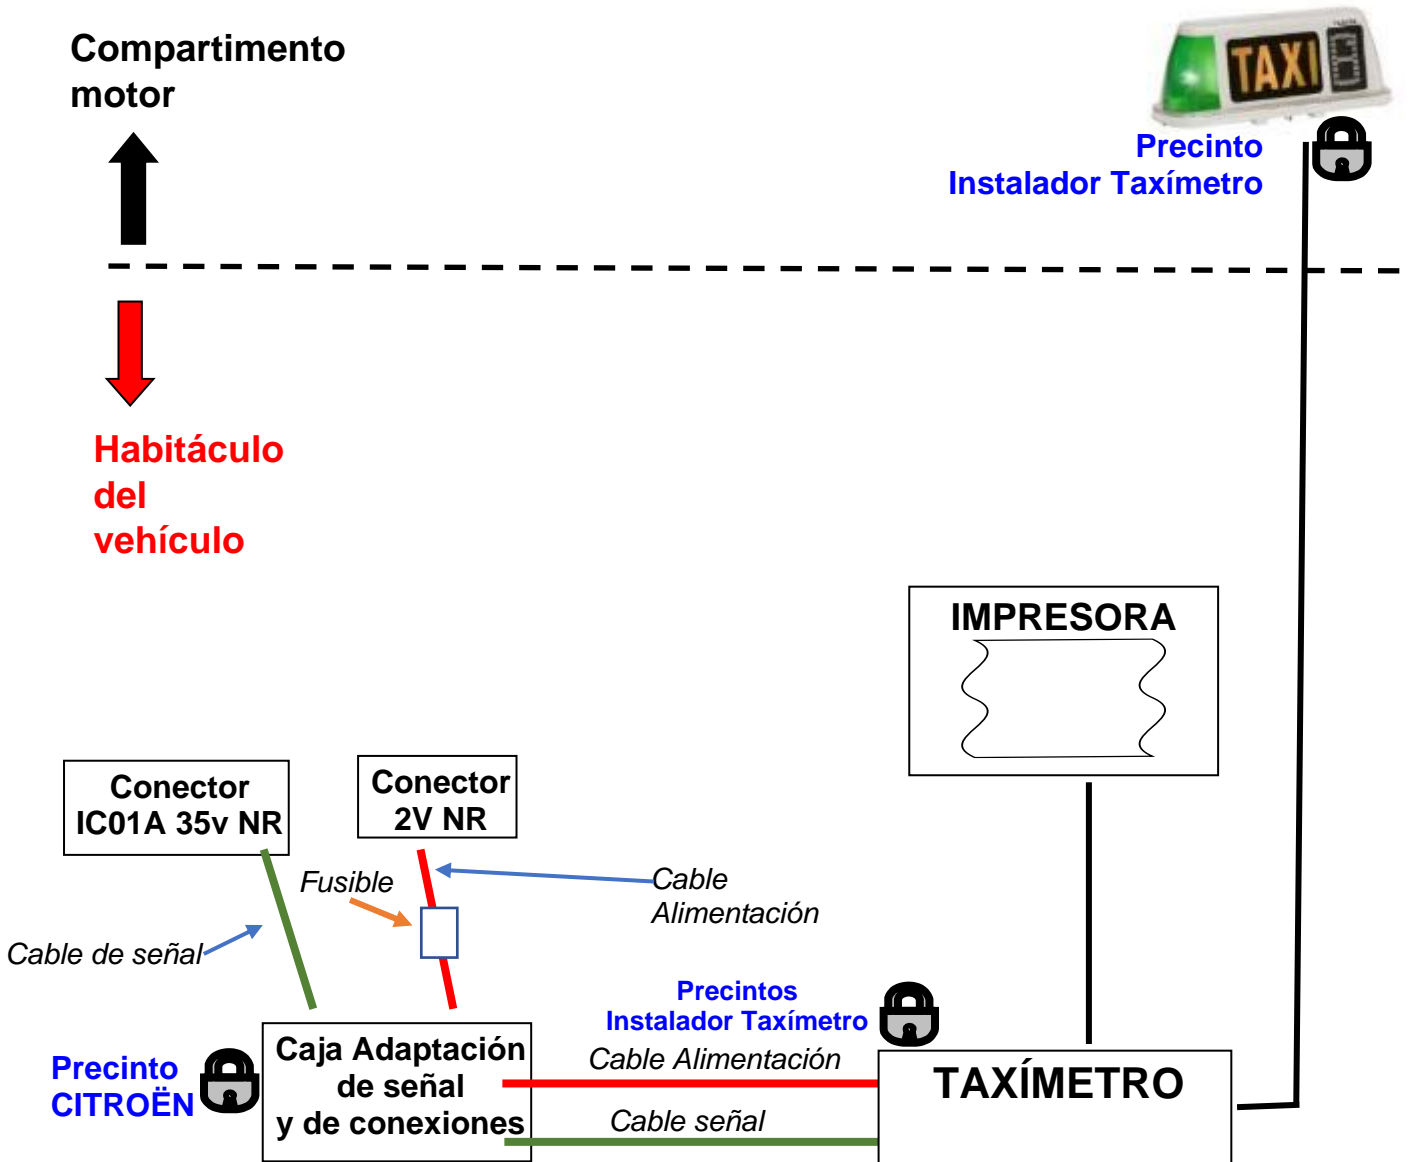 Compartimento
motor
TAXI
Precinto
Instalador Taxímetro
Habitáculo
del
vehículo
IMPRESORA
Conector
IC01A 35v NR
Conector
2V NR
Fusible
Cable
Alimentación
Cable de señal
Precintos
Instalador Taxímetro
Caja Adaptación
de señal
y de conexiones
Cable Alimentación
Precinto
CITROËN
TAXÍMETRO
Cable señal